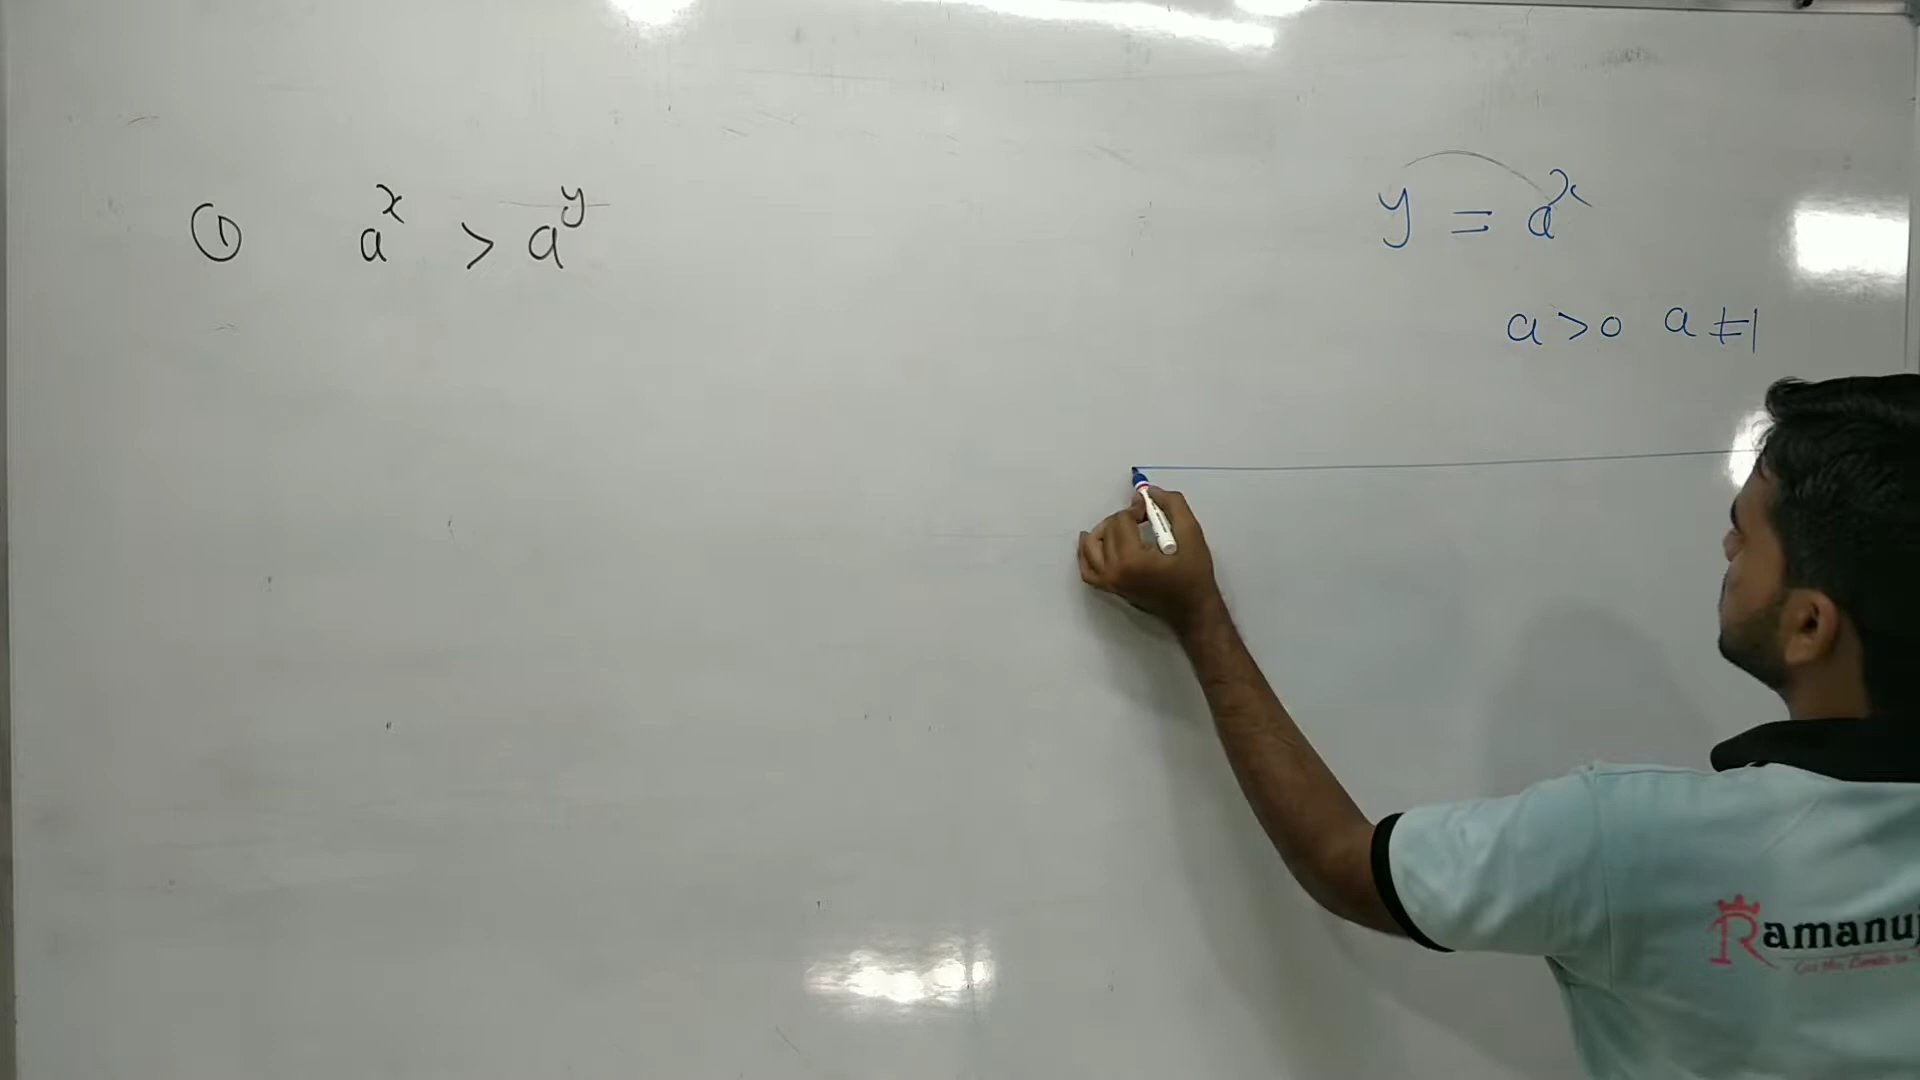 ① a^x > a^y
y = a^x
a > 0 a ≠ 1
Ramanuj